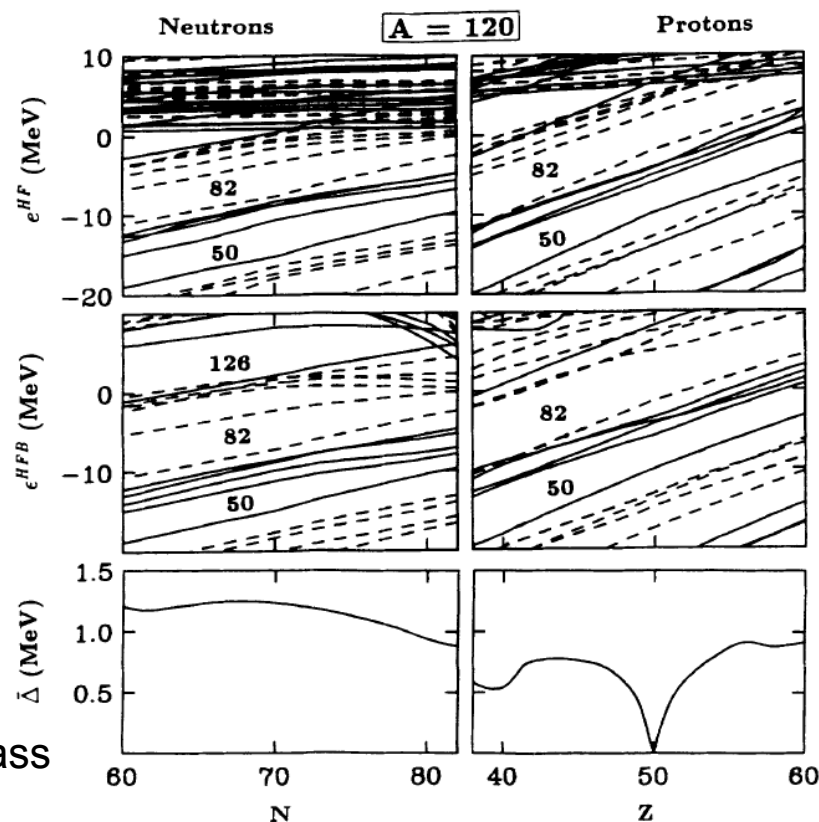 Neutrons
A = 120
Protons
10
0
−10
−20
e^{HF} (MeV)
82
50
82
50
0
−10
ϵ^{HFB} (MeV)
126
82
50
82
50
1.5
1.0
0.5
Δ̄ (MeV)
ass
60 70 80
40 50 60
N
Z